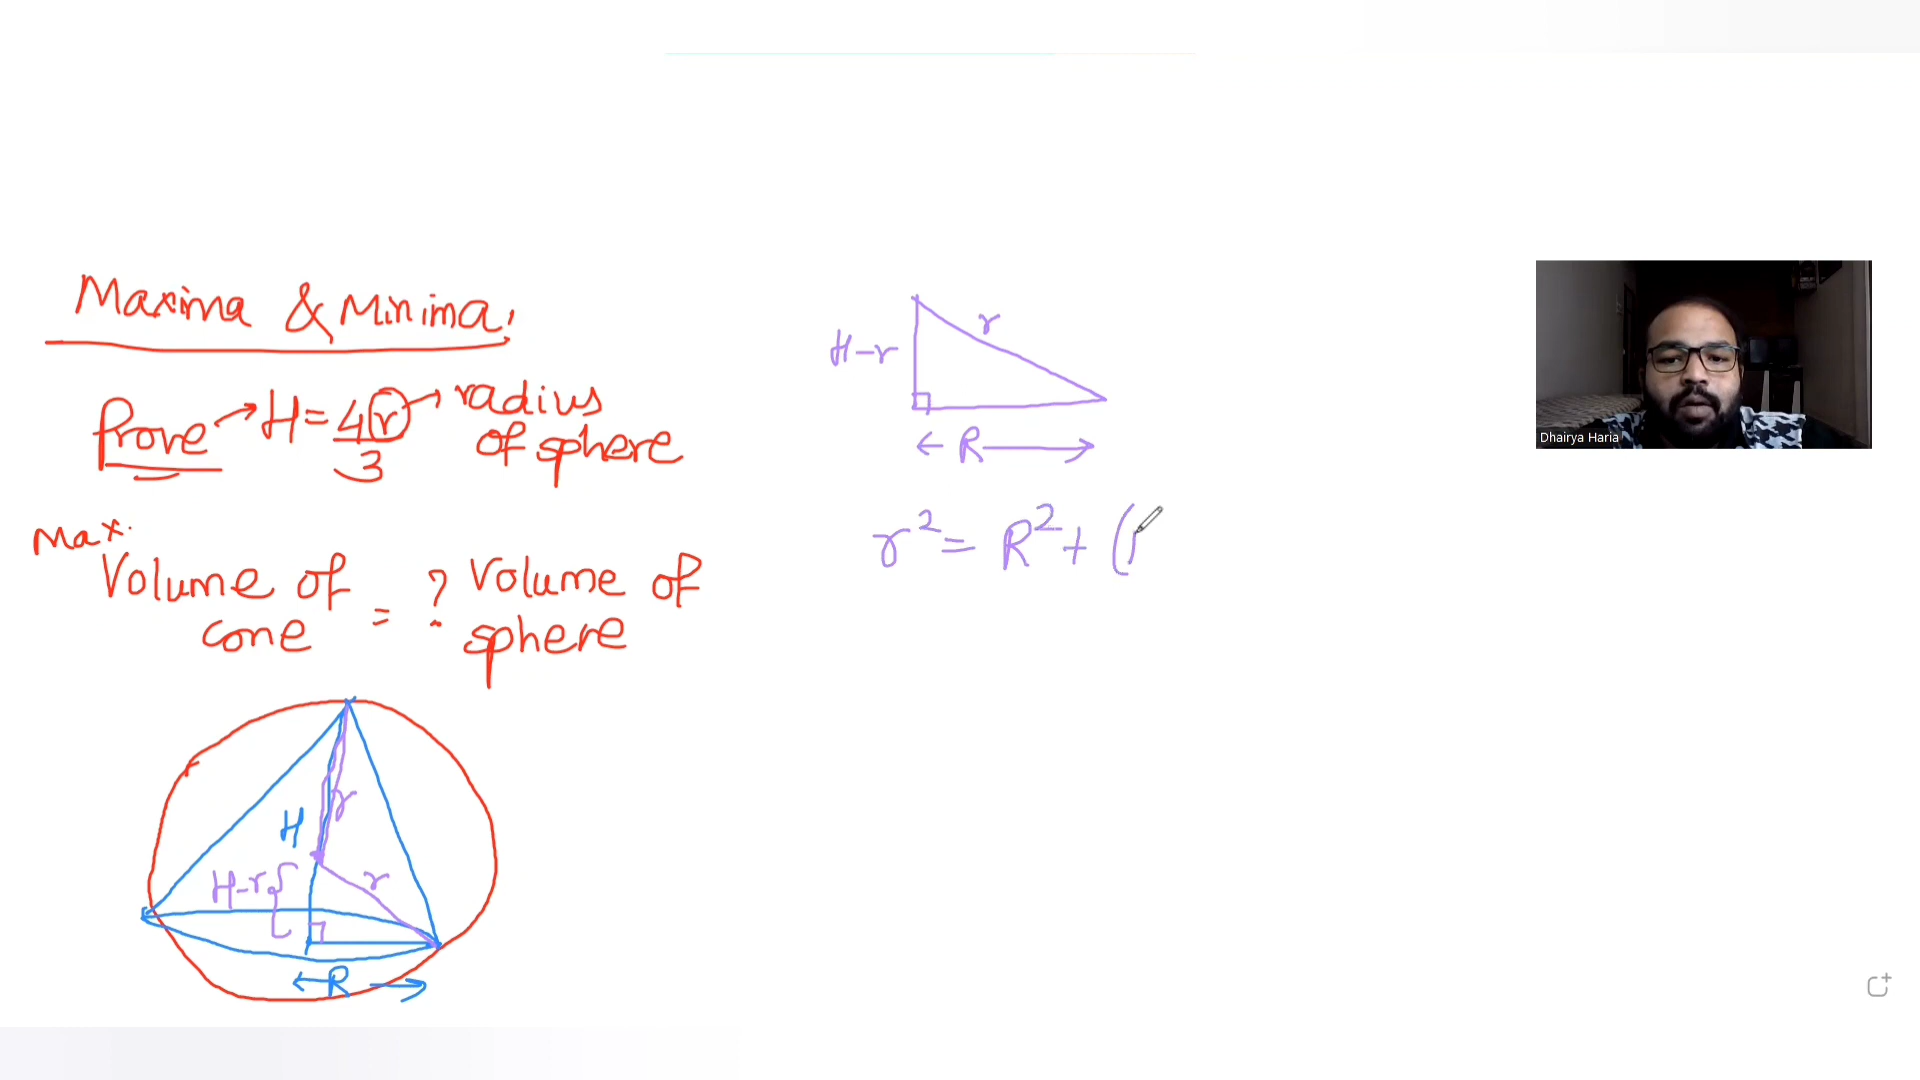 Maxima & Minima.
Prove → H = 4r/3 → radius
of sphere
Max.
Volume of cone = ? Volume of sphere
H
r
H-r
r
R
H-r
r
R
r² = R² + (
Dhairya Haria